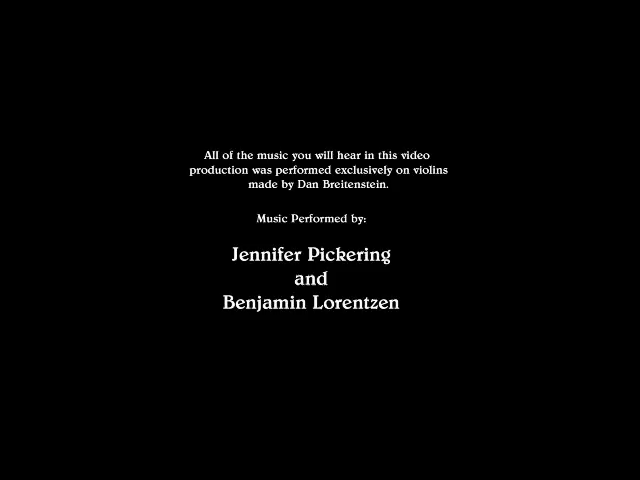 All of the music you will hear in this video
production was performed exclusively on violins
made by Dan Breitenstein.
Music Performed by:
Jennifer Pickering
and
Benjamin Lorentzen